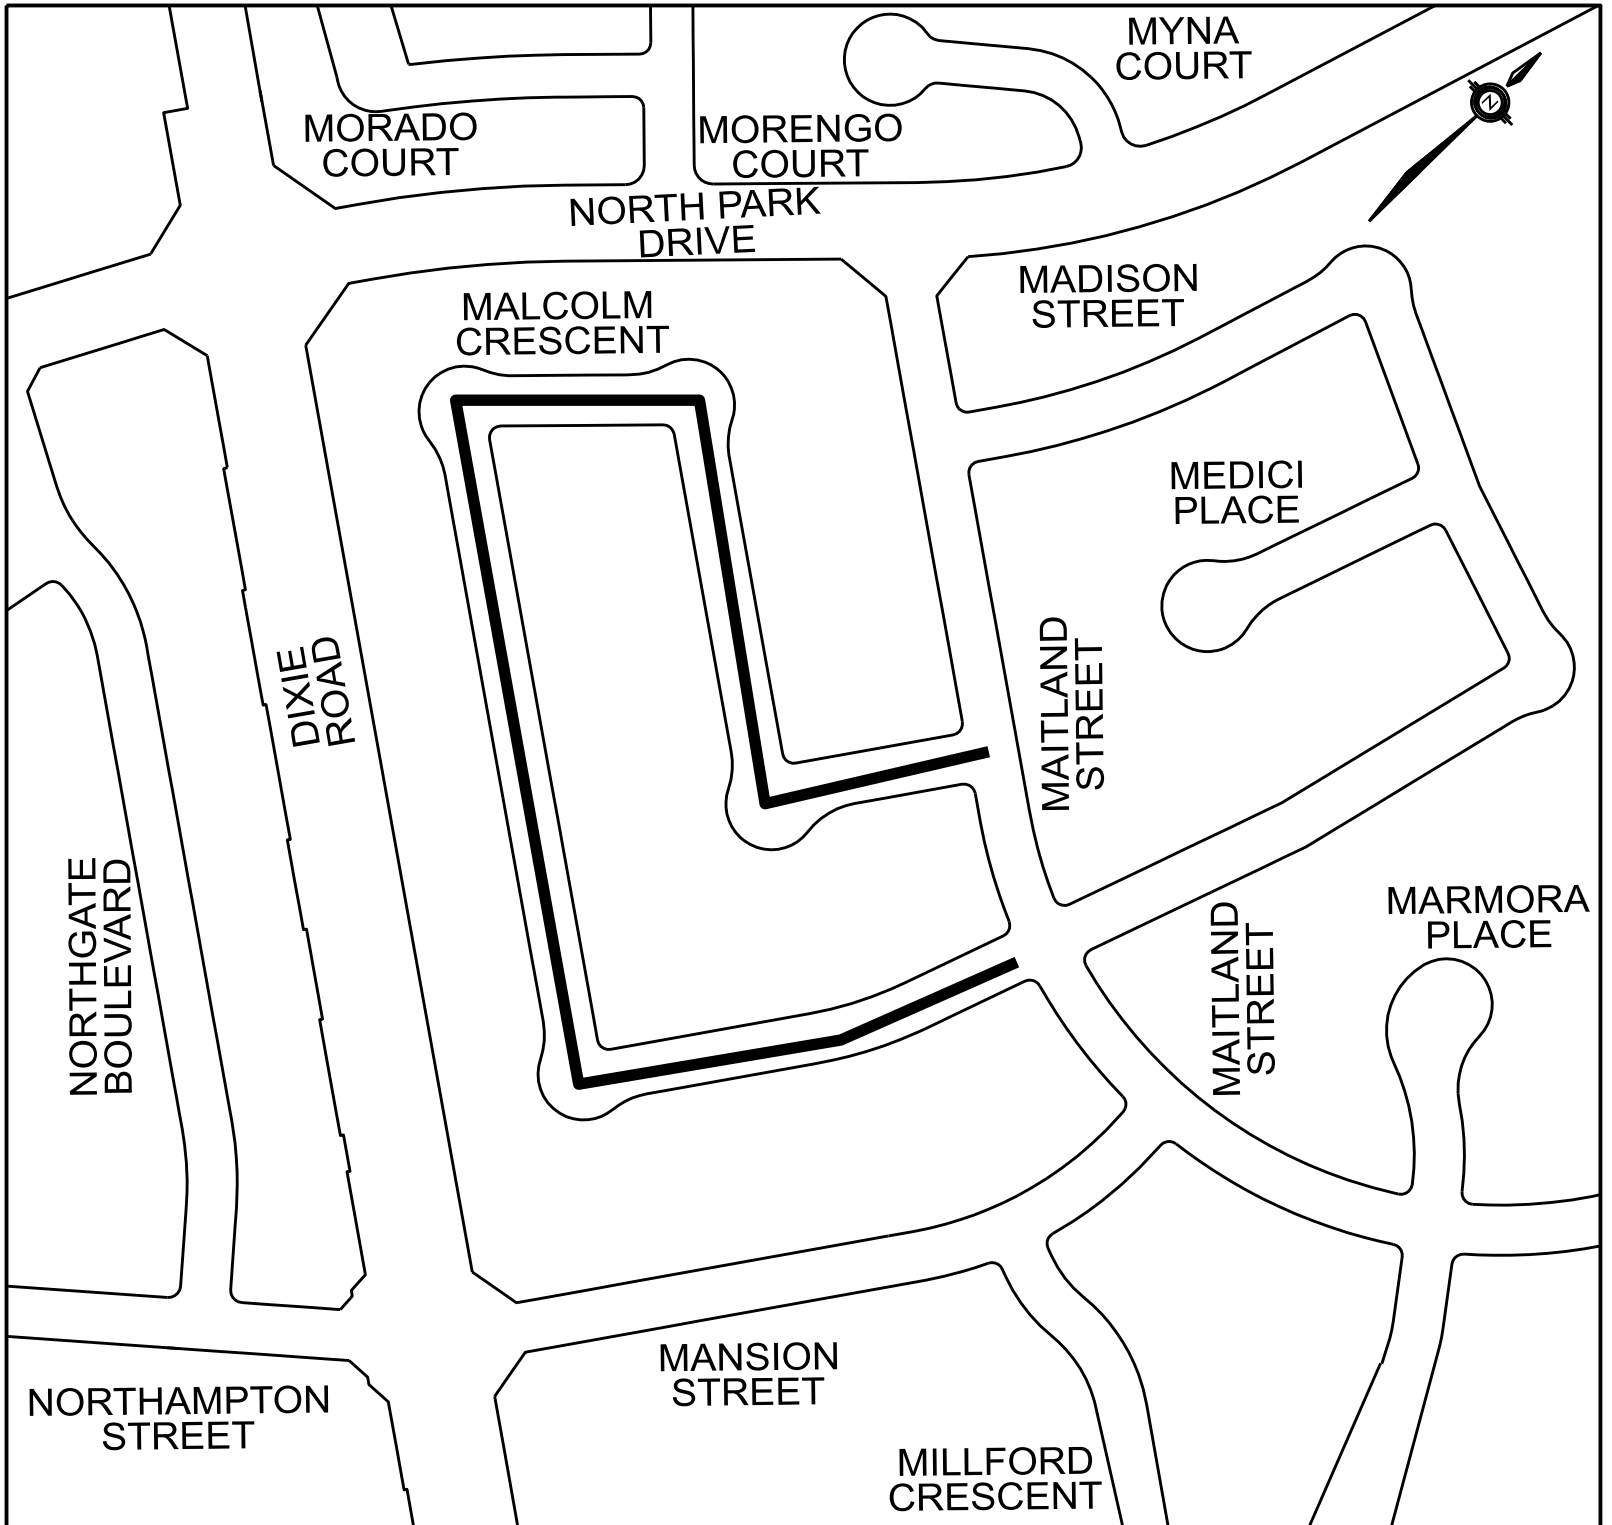 MYNA
COURT
MORADO
COURT
MORENGO
COURT
N
NORTH PARK
DRIVE
MADISON
STREET
MALCOLM
CRESCENT
MEDICI
PLACE
DIXIE
ROAD
MAITLAND
STREET
NORTHGATE
BOULEVARD
MARMORA
PLACE
MAITLAND
STREET
MANSION
STREET
NORTHAMPTON
STREET
MILLFORD
CRESCENT